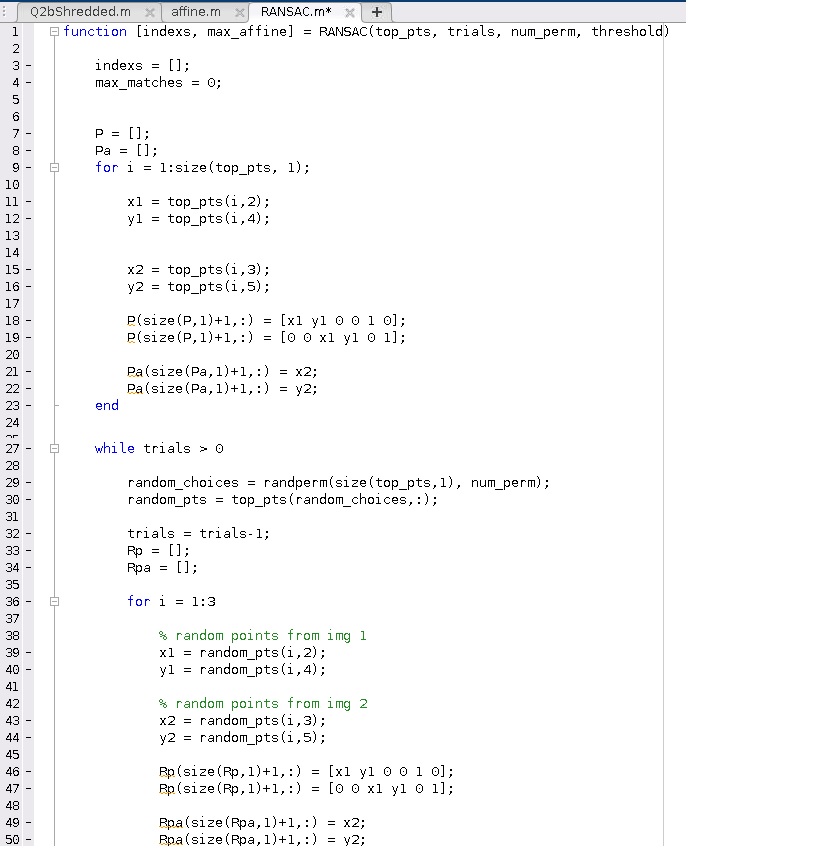 Q2bShredded.m × affine.m × RANSAC.m* × +
1 function [indexs, max_affine] = RANSAC(top_pts, trials, num_perm, threshold)
2
3 - indexs = [];
4 - max_matches = 0;
5
6
7 - P = [];
8 - Pa = [];
9 - for i = 1:size(top_pts, 1);
10
11 - x1 = top_pts(i,2);
12 - y1 = top_pts(i,4);
13
14
15 - x2 = top_pts(i,3);
16 - y2 = top_pts(i,5);
17
18 - P(size(P,1)+1,:) = [x1 y1 0 0 1 0];
19 - P(size(P,1)+1,:) = [0 0 x1 y1 0 1];
20
21 - Pa(size(Pa,1)+1,:) = x2;
22 - Pa(size(Pa,1)+1,:) = y2;
23 - end
24
27 - while trials > 0
28
29 - random_choices = randperm(size(top_pts,1), num_perm);
30 - random_pts = top_pts(random_choices,:);
31
32 - trials = trials-1;
33 - Rp = [];
34 - Rpa = [];
35
36 - for i = 1:3
37
38 % random points from img 1
39 - x1 = random_pts(i,2);
40 - y1 = random_pts(i,4);
41
42 % random points from img 2
43 - x2 = random_pts(i,3);
44 - y2 = random_pts(i,5);
45
46 - Rp(size(Rp,1)+1,:) = [x1 y1 0 0 1 0];
47 - Rp(size(Rp,1)+1,:) = [0 0 x1 y1 0 1];
48
49 - Rpa(size(Rpa,1)+1,:) = x2;
50 - Rpa(size(Rpa,1)+1,:) = y2;